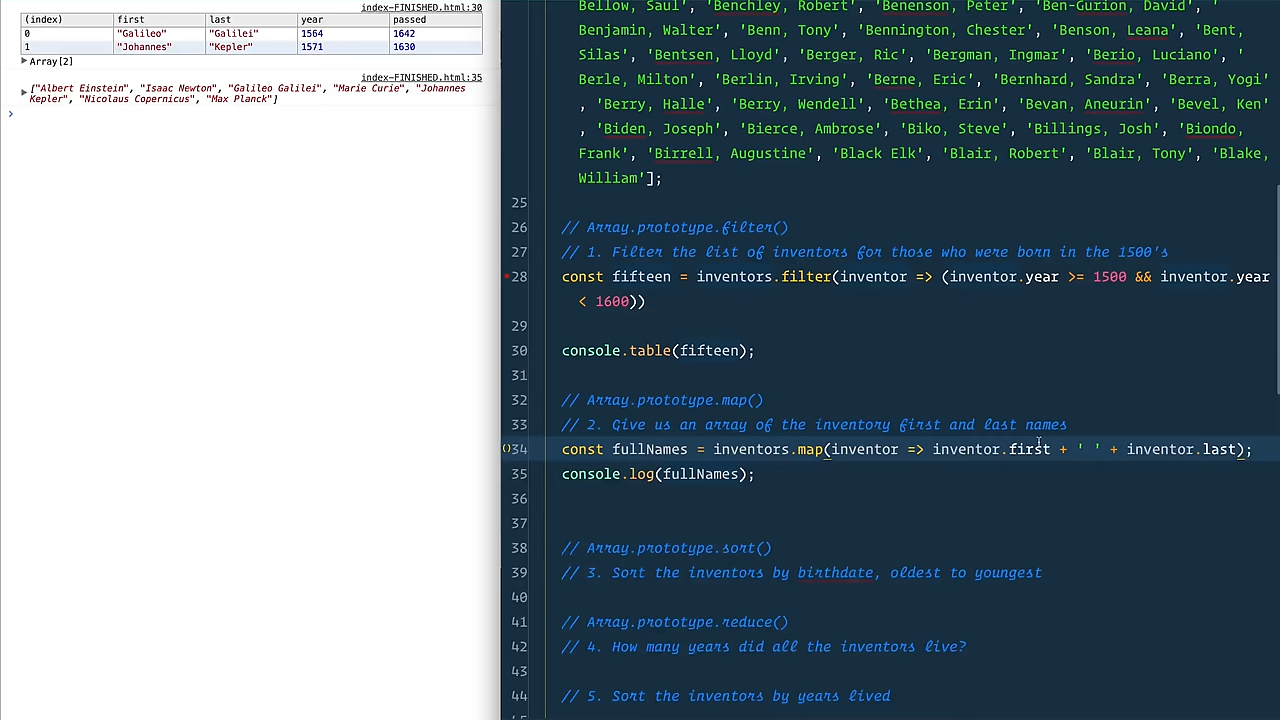 index-FINISHED.html:30
(index) first last year passed
0 "Galileo" "Galilei" 1564 1642
1 "Johannes" "Kepler" 1571 1630
▶ Array[2]
index-FINISHED.html:35
["Albert Einstein", "Isaac Newton", "Galileo Galilei", "Marie Curie", "Johannes
▶ Kepler", "Nicolaus Copernicus", "Max Planck"]
>
Bellow, Saul', 'Benchley, Robert', 'Benenson, Peter', 'Ben-Gurion, David', '
Benjamin, Walter', 'Benn, Tony', 'Bennington, Chester', 'Benson, Leana', 'Bent,
Silas', 'Bentsen, Lloyd', 'Berger, Ric', 'Bergman, Ingmar', 'Berio, Luciano', '
Berle, Milton', 'Berlin, Irving', 'Berne, Eric', 'Bernhard, Sandra', 'Berra, Yogi'
, 'Berry, Halle', 'Berry, Wendell', 'Bethea, Erin', 'Bevan, Aneurin', 'Bevel, Ken'
, 'Biden, Joseph', 'Bierce, Ambrose', 'Biko, Steve', 'Billings, Josh', 'Biondo,
Frank', 'Birrell, Augustine', 'Black Elk', 'Blair, Robert', 'Blair, Tony', 'Blake,
William'];
25
26 // Array.prototype.filter()
27 // 1. Filter the list of inventors for those who were born in the 1500's
28 const fifteen = inventors.filter(inventor => (inventor.year >= 1500 && inventor.year
< 1600))
29
30 console.table(fifteen);
31
32 // Array.prototype.map()
33 // 2. Give us an array of the inventory first and last names
34 const fullNames = inventors.map(inventor => inventor.first + ' ' + inventor.last);
35 console.log(fullNames);
36
37
38 // Array.prototype.sort()
39 // 3. Sort the inventors by birthdate, oldest to youngest
40
41 // Array.prototype.reduce()
42 // 4. How many years did all the inventors live?
43
44 // 5. Sort the inventors by years lived